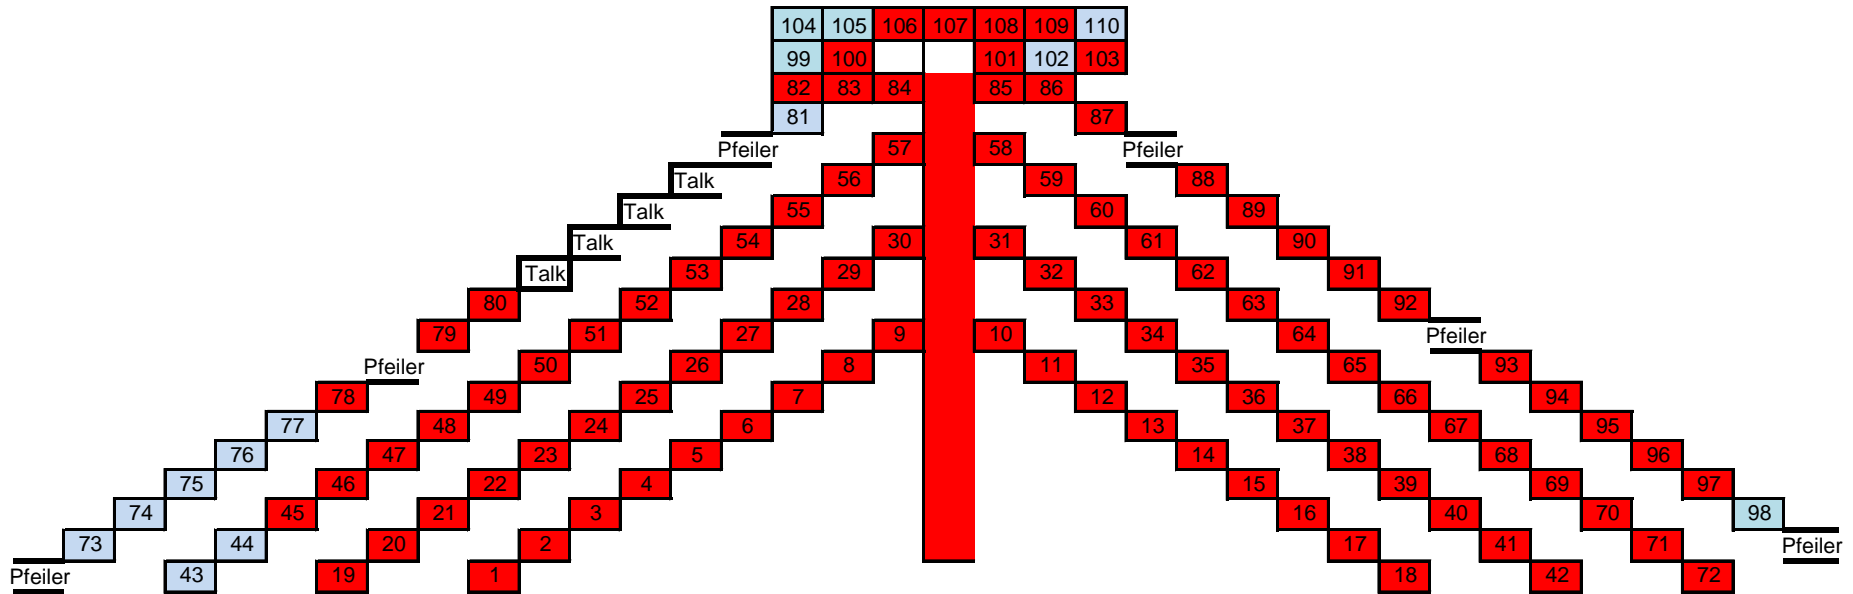 104 105 106 107 108 109 110
99 100 101 102 103
82 83 84 85 86
81 87
Pfeiler 57 58 Pfeiler
Talk 56 59 88
Talk 55 60 89
Talk 54 30 31 61 90
Talk 53 29 32 62 91
80 52 28 33 63 92
79 51 27 9 10 34 64 Pfeiler
Pfeiler 50 26 8 11 35 65 93
78 49 25 7 12 36 66 94
77 48 24 6 13 37 67 95
76 47 23 5 14 38 68 96
75 46 22 4 15 39 69 97
74 45 21 3 16 40 70 98
73 44 20 2 17 41 71 Pfeiler
Pfeiler 43 19 1 18 42 72